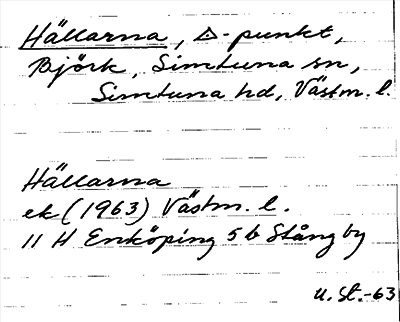 Hällarna, △-punkt,
Björk, Simtuna sn,
Simtuna hd, Västm. l.
Hällarna
ek (1963) Västm. l.
11 H Enköping 5 b Stångby
U. St.-63